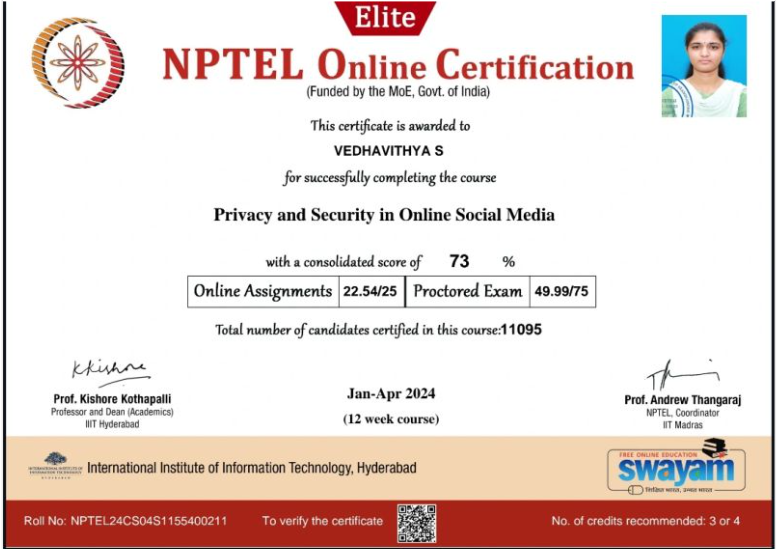 Elite
NPTEL Online Certification
(Funded by the MoE, Govt. of India)
This certificate is awarded to
VEDHAVITHYA S
for successfully completing the course
Privacy and Security in Online Social Media
with a consolidated score of 73 %
Online Assignments 22.54/25 Proctored Exam 49.99/75
Total number of candidates certified in this course:11095
Kkishore
Prof. Kishore Kothapalli
Professor and Dean (Academics)
IIIT Hyderabad
Jan-Apr 2024
(12 week course)
Prof. Andrew Thangaraj
NPTEL, Coordinator
IIT Madras
INTERNATIONAL INSTITUTE OF
INFORMATION TECHNOLOGY
HYDERABAD
International Institute of Information Technology, Hyderabad
FREE ONLINE EDUCATION
swayam
शिक्षित भारत, उन्नत भारत
Roll No: NPTEL24CS04S1155400211 To verify the certificate No. of credits recommended: 3 or 4